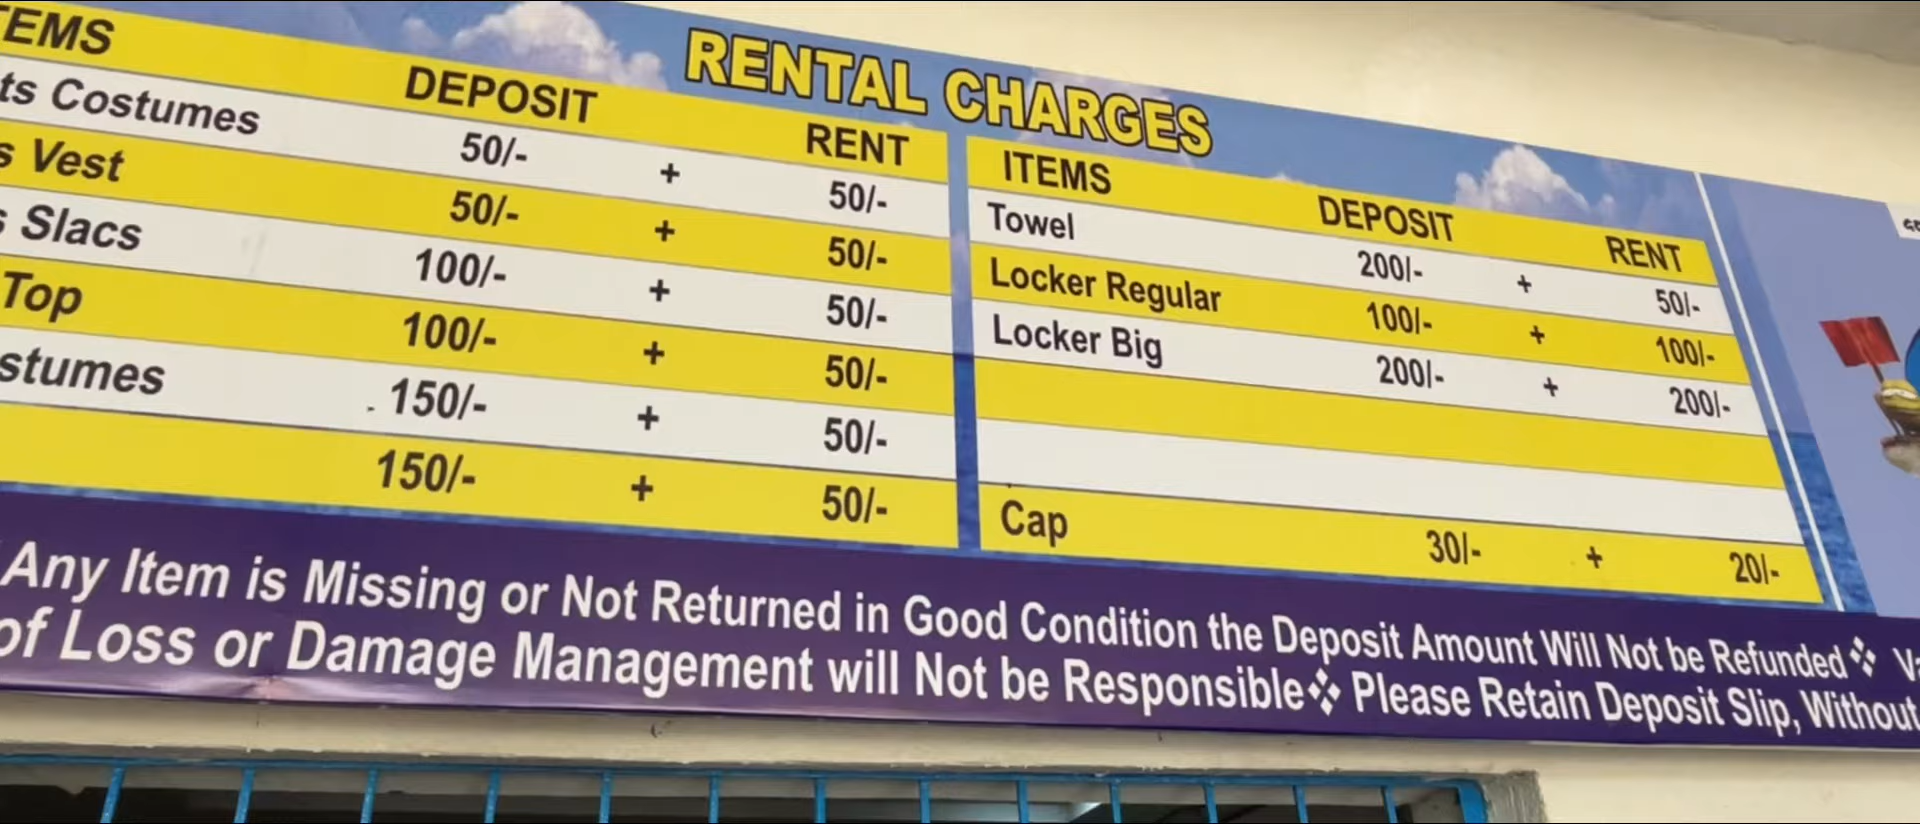 RENTAL CHARGES
DEPOSIT RENT
Costumes 50/- + 50/-
Vest 50/- + 50/-
Slacs 100/- + 50/-
Top 100/- + 50/-
150/- + 50/-
150/- + 50/-
ITEMS DEPOSIT RENT
Towel 200/- + 50/-
Locker Regular 100/- + 100/-
Locker Big 200/- + 200/-
Cap 30/- + 20/-
Any Item is Missing or Not Returned in Good Condition the Deposit Amount Will Not be Refunded ❖
of Loss or Damage Management will Not be Responsible ❖ Please Retain Deposit Slip, Without